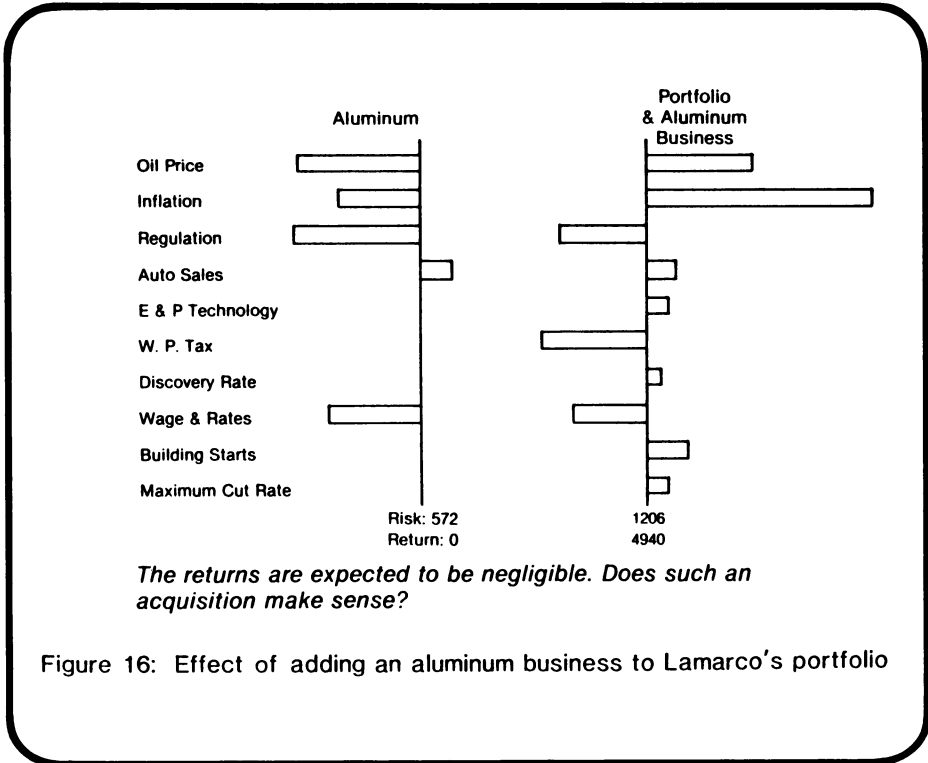 Aluminum
Portfolio
& Aluminum
Business
Oil Price
Inflation
Regulation
Auto Sales
E & P Technology
W. P. Tax
Discovery Rate
Wage & Rates
Building Starts
Maximum Cut Rate
Risk: 572 1206
Return: 0 4940
The returns are expected to be negligible. Does such an
acquisition make sense?
Figure 16: Effect of adding an aluminum business to Lamarco's portfolio